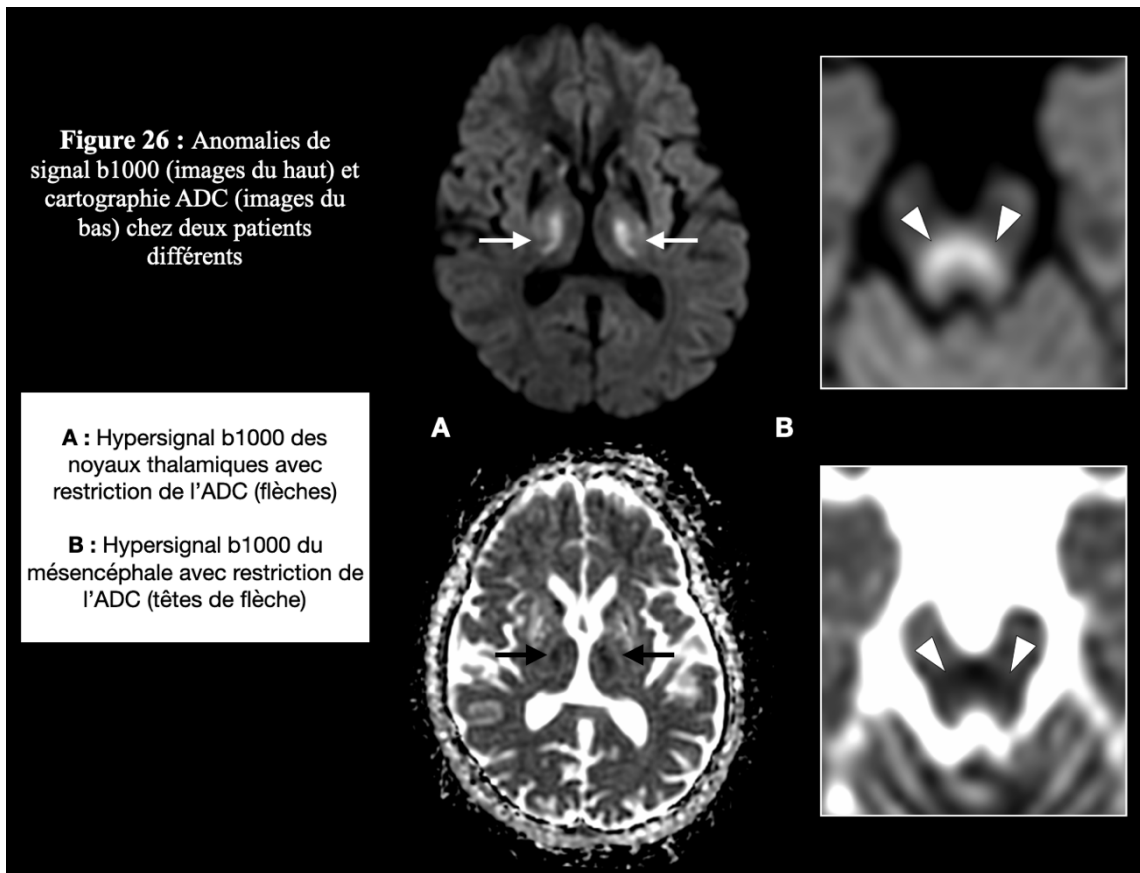 Figure 26 : Anomalies de
signal b1000 (images du haut) et
cartographie ADC (images du
bas) chez deux patients
différents
A : Hypersignal b1000 des
noyaux thalamiques avec
restriction de l’ADC (flèches)
B : Hypersignal b1000 du
mésencéphale avec restriction de
l’ADC (têtes de flèche)
A
B